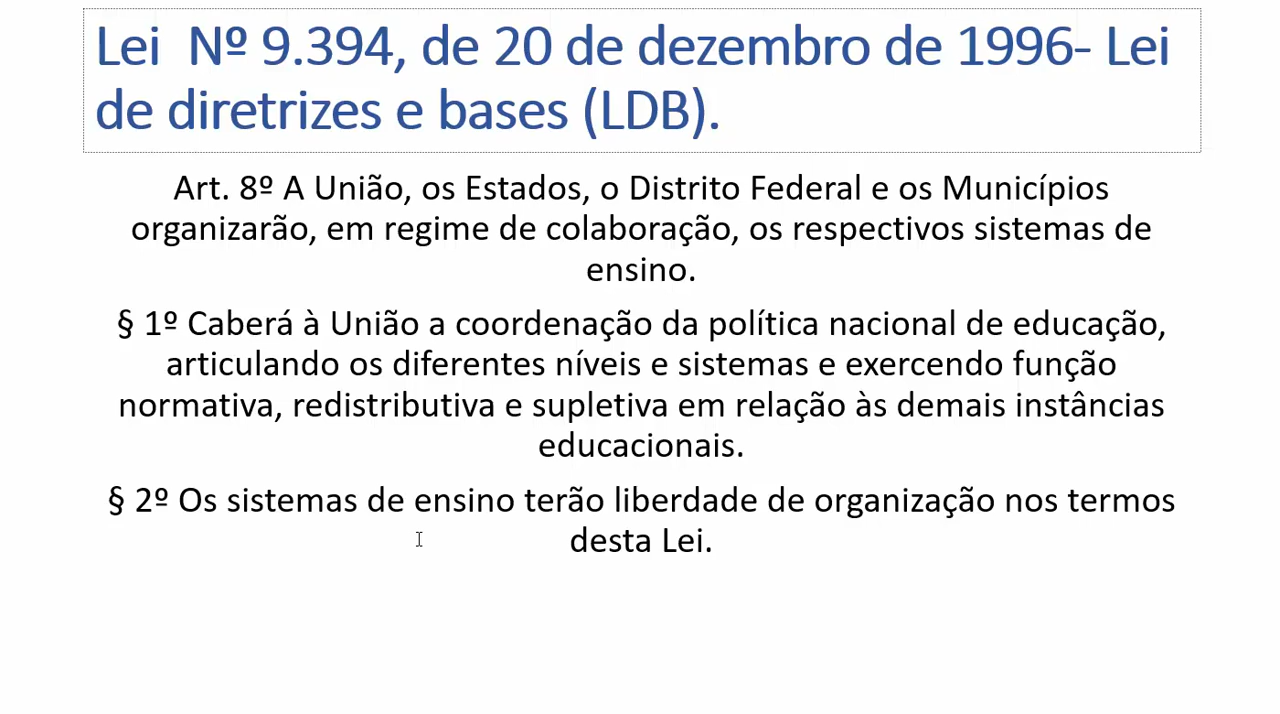 Lei  Nº 9.394, de 20 de dezembro de 1996- Lei
de diretrizes e bases (LDB).
Art. 8º A União, os Estados, o Distrito Federal e os Municípios
organizarão, em regime de colaboração, os respectivos sistemas de
ensino.
§ 1º Caberá à União a coordenação da política nacional de educação,
articulando os diferentes níveis e sistemas e exercendo função
normativa, redistributiva e supletiva em relação às demais instâncias
educacionais.
§ 2º Os sistemas de ensino terão liberdade de organização nos termos
desta Lei.